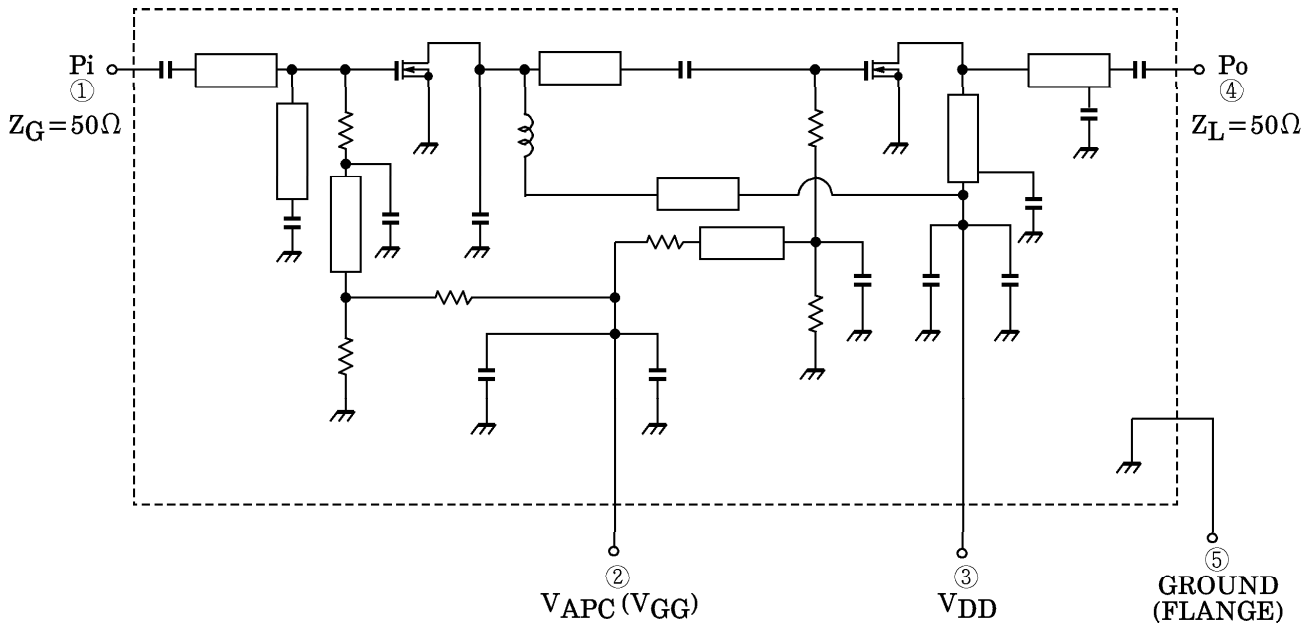 Pi
①
ZG=50Ω
Po
④
ZL=50Ω
②
VAPC (VGG)
③
VDD
⑤
GROUND
(FLANGE)